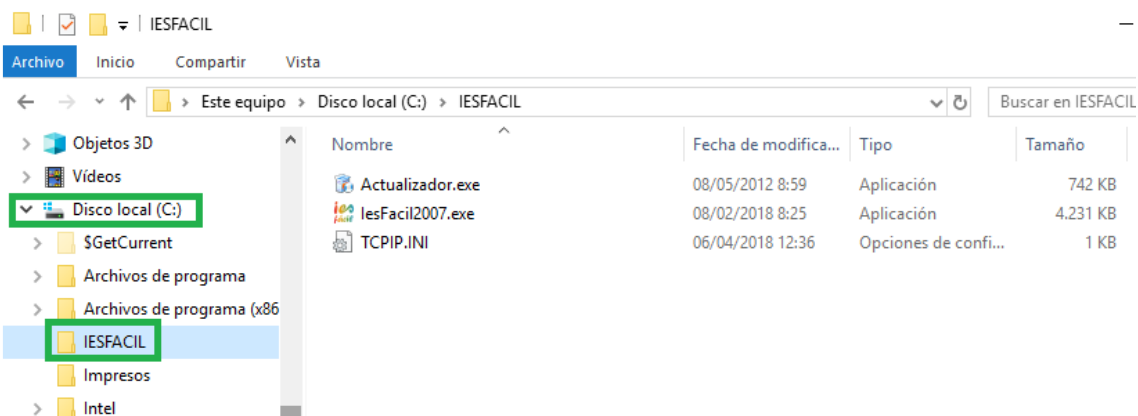 IESFACIL
Archivo Inicio Compartir Vista
Este equipo > Disco local (C:) > IESFACIL Buscar en IESFACIL
Objetos 3D
Vídeos
Disco local (C:)
$GetCurrent
Archivos de programa
Archivos de programa (x86
IESFACIL
Impresos
Intel
Nombre Fecha de modifica... Tipo Tamaño
Actualizador.exe 08/05/2012 8:59 Aplicación 742 KB
IesFacil2007.exe 08/02/2018 8:25 Aplicación 4.231 KB
TCPIP.INI 06/04/2018 12:36 Opciones de confi... 1 KB